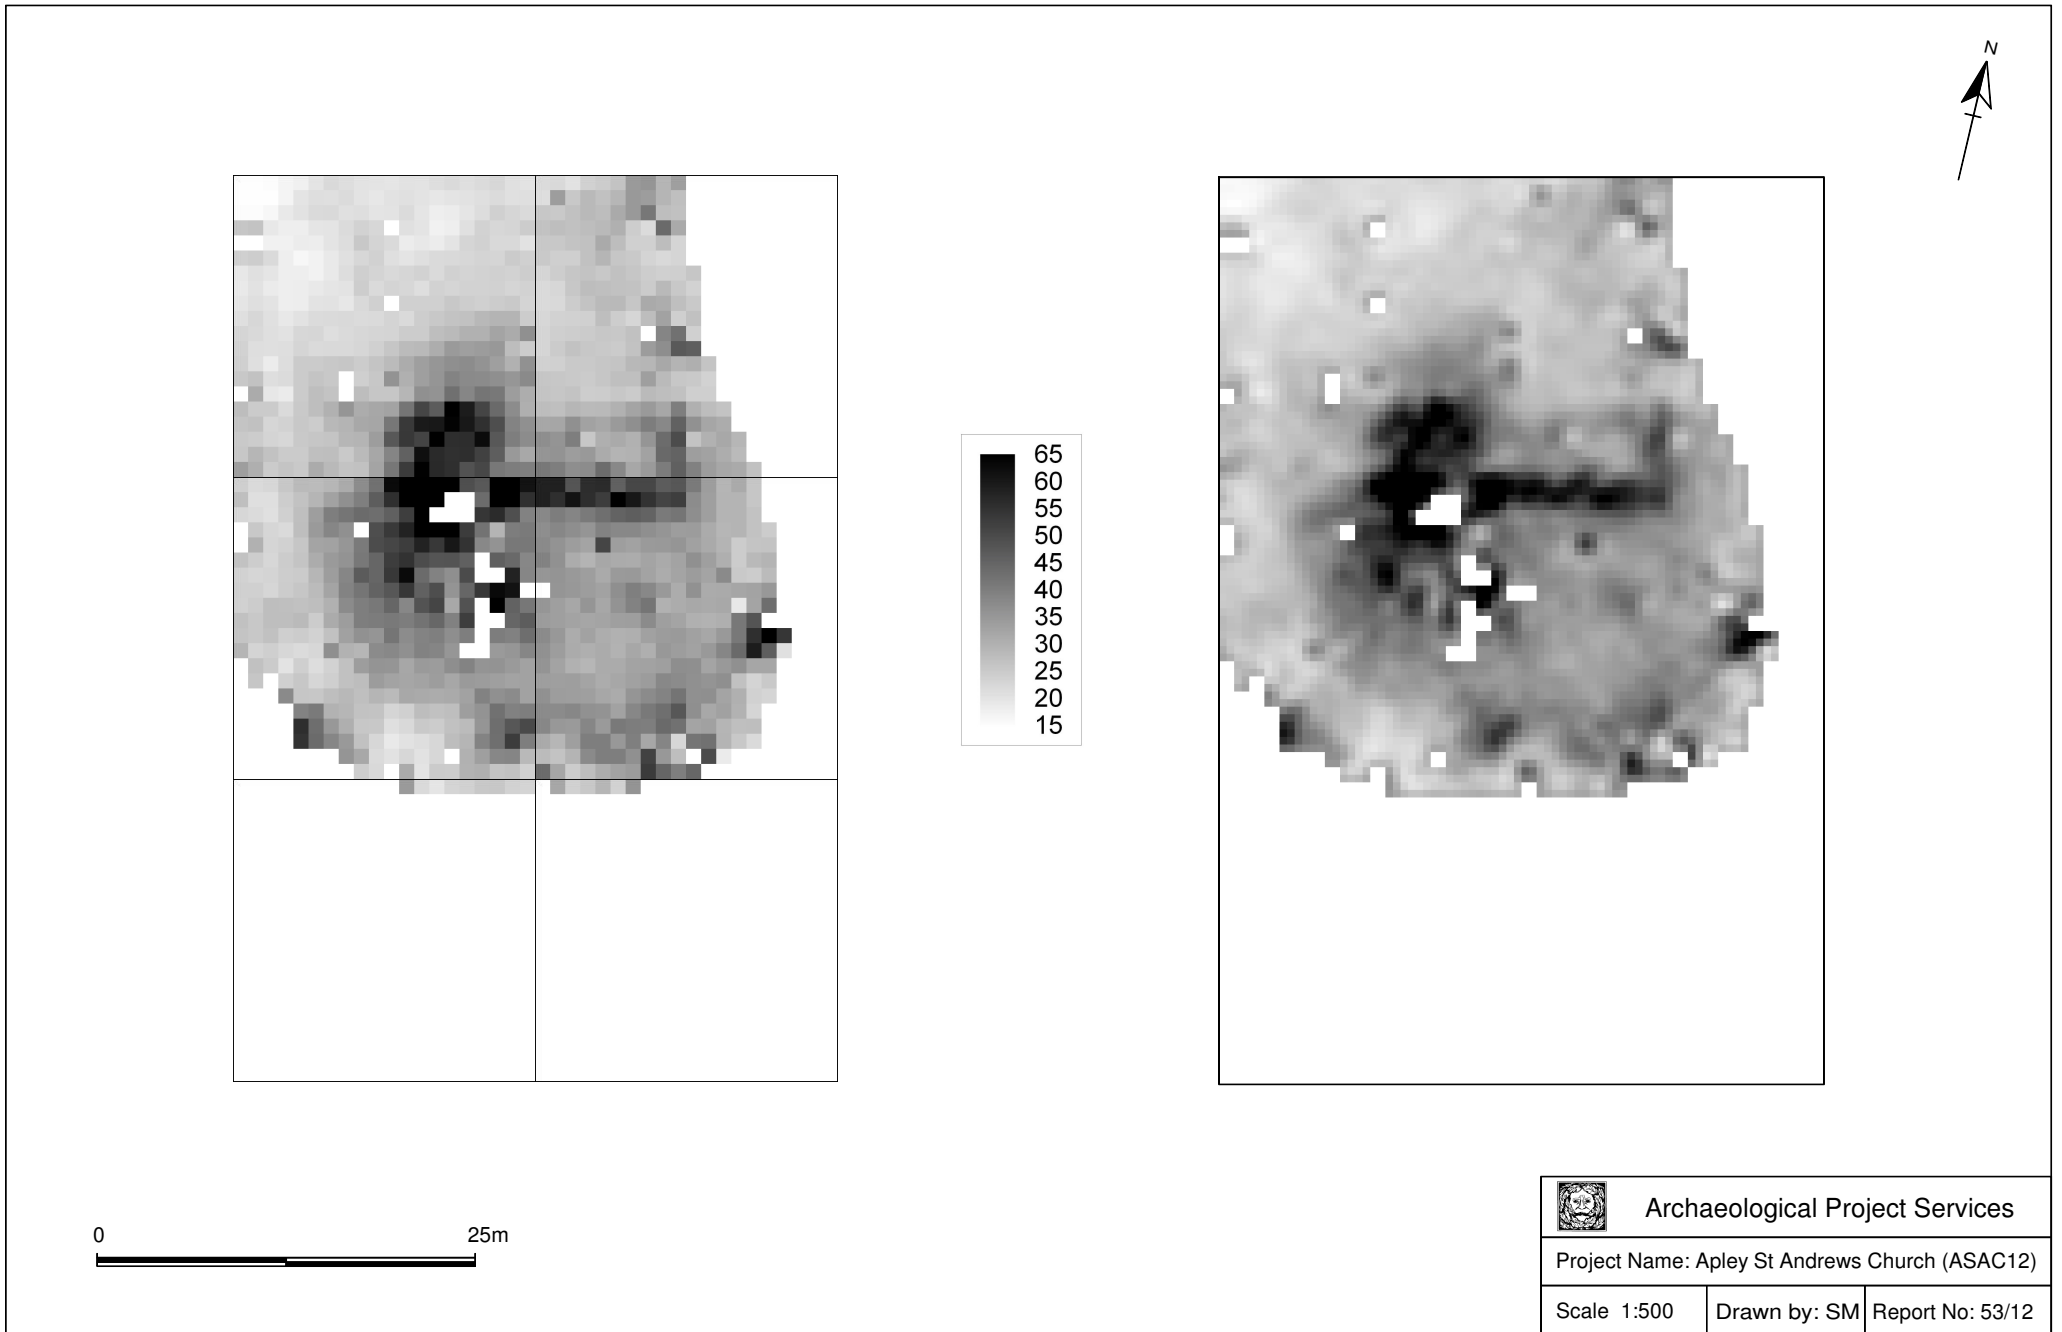 N
65
60
55
50
45
40
35
30
25
20
15
0 25m
Archaeological Project Services
Project Name: Apley St Andrews Church (ASAC12)
Scale 1:500 Drawn by: SM Report No: 53/12